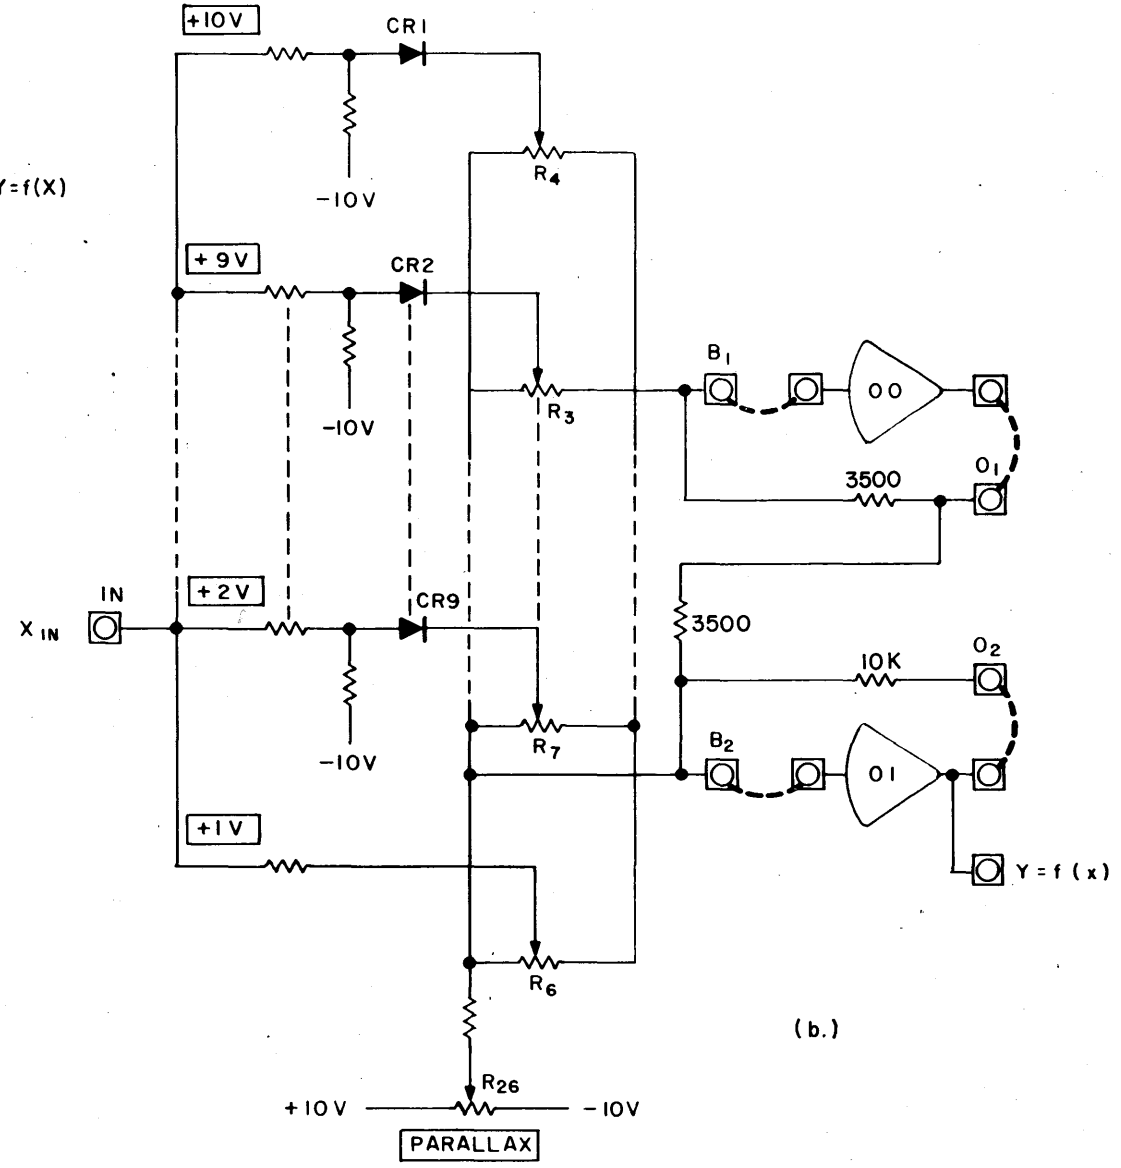 +10V
CR1
Y=f(X)
R4
-10V
+9V
CR2
B1
00
R3
-10V
O1
3500
+2V
IN
CR9
XIN
3500
O2
10K
R7
B2
-10V
01
+1V
Y=f(x)
R6
(b.)
R26
+10V
-10V
PARALLAX